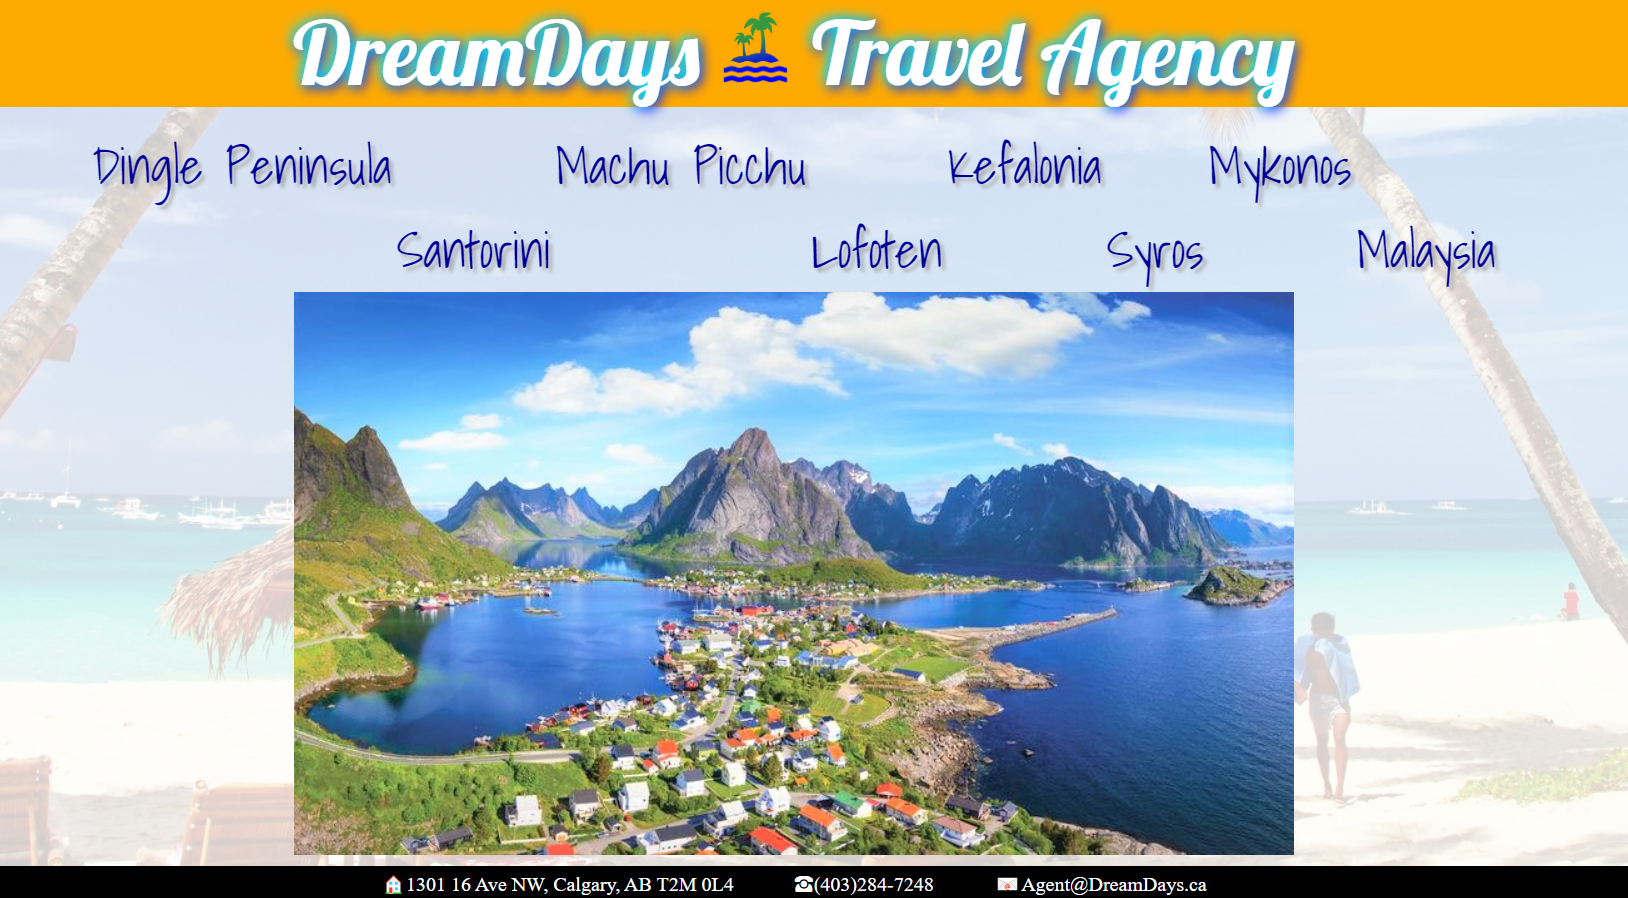 DreamDays Travel Agency
Dingle Peninsula Machu Picchu Kefalonia Mykonos
Santorini Lofoten Syros Malaysia
1301 16 Ave NW, Calgary, AB T2M 0L4 (403)284-7248 Agent@DreamDays.ca